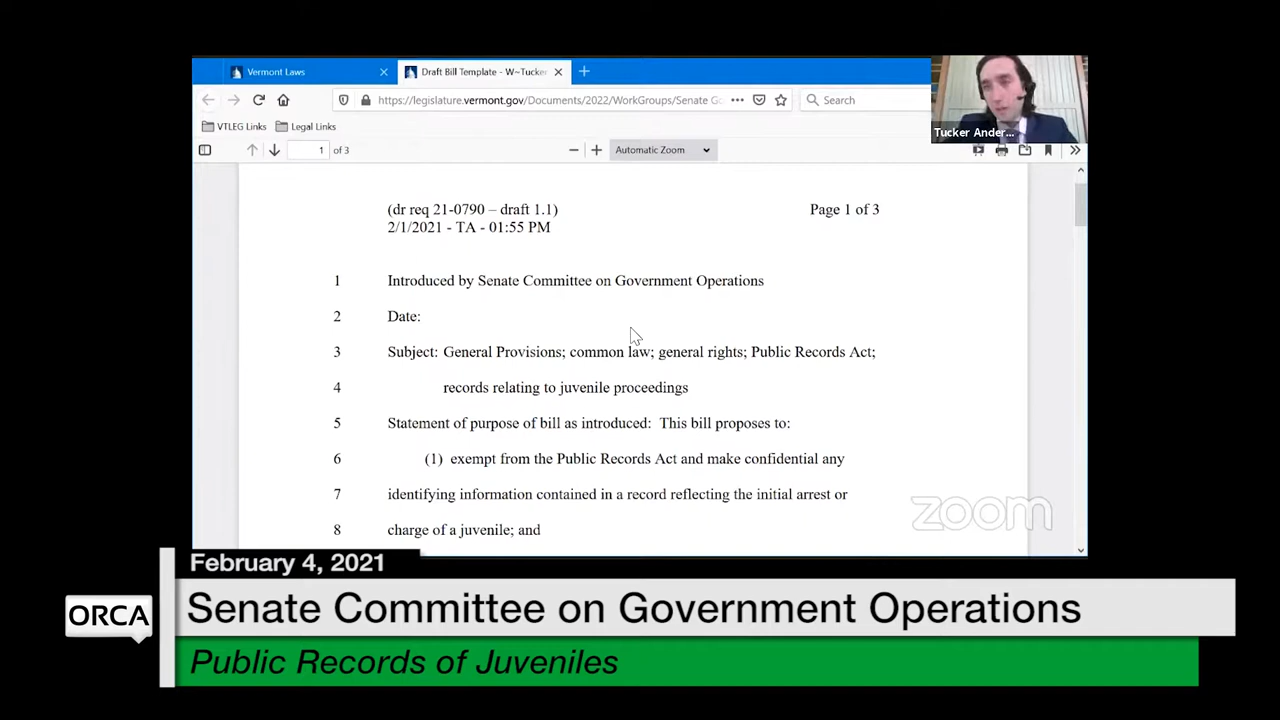 Vermont Laws
Draft Bill Template - W~Tucker
https://legislature.vermont.gov/Documents/2022/WorkGroups/Senate Go
Search
VTLEG Links
Legal Links
1 of 3
Automatic Zoom
Tucker Ander...
(dr req 21-0790 – draft 1.1)
Page 1 of 3
2/1/2021 - TA - 01:55 PM
1 Introduced by Senate Committee on Government Operations
2 Date:
3 Subject: General Provisions; common law; general rights; Public Records Act;
4 records relating to juvenile proceedings
5 Statement of purpose of bill as introduced: This bill proposes to:
6 (1) exempt from the Public Records Act and make confidential any
7 identifying information contained in a record reflecting the initial arrest or
8 charge of a juvenile; and
zoom
February 4, 2021
ORCA
Senate Committee on Government Operations
Public Records of Juveniles